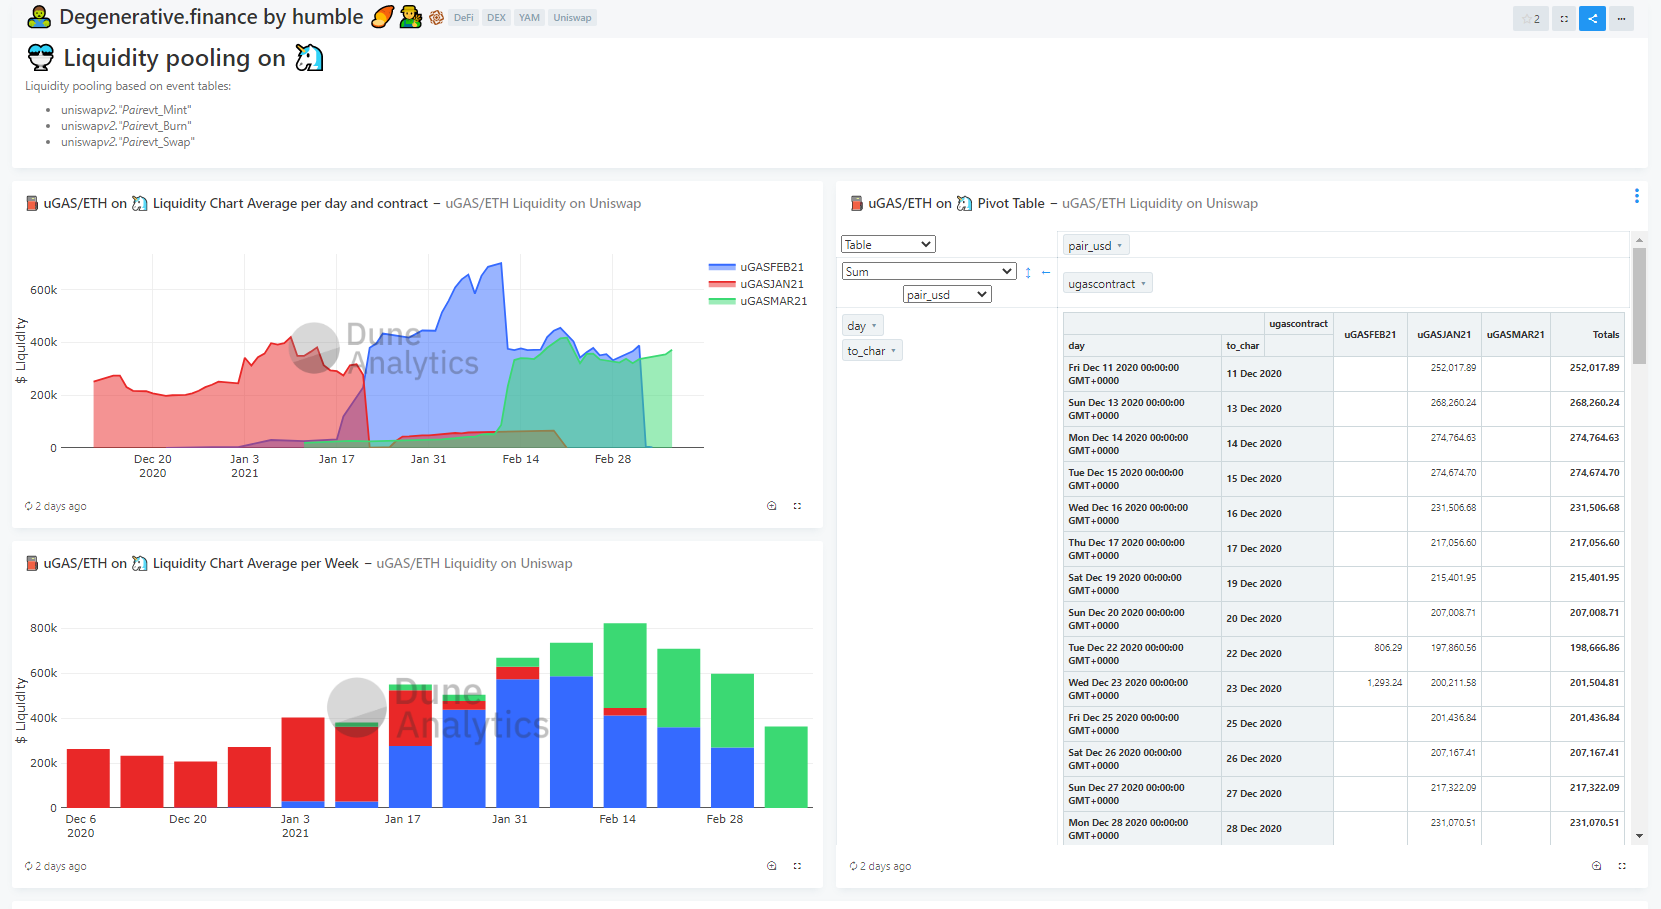 Degenerative.finance by humble
DeFi DEX YAM Uniswap
2
Liquidity pooling on
Liquidity pooling based on event tables:
• uniswapv2."Pairevt_Mint"
• uniswapv2."Pairevt_Burn"
• uniswapv2."Pairevt_Swap"
uGAS/ETH on Liquidity Chart Average per day and contract – uGAS/ETH Liquidity on Uniswap
$ Liquidity
600k
400k
200k
0
Dec 20
2020
Jan 3
2021
Jan 17
Jan 31
Feb 14
Feb 28
uGASFEB21
uGASJAN21
uGASMAR21
Dune
Analytics
2 days ago
uGAS/ETH on Liquidity Chart Average per Week – uGAS/ETH Liquidity on Uniswap
$ Liquidity
800k
600k
400k
200k
0
Dec 6
2020
Dec 20
Jan 3
2021
Jan 17
Jan 31
Feb 14
Feb 28
Dune
Analytics
2 days ago
uGAS/ETH on Pivot Table – uGAS/ETH Liquidity on Uniswap
Table
pair_usd
Sum
pair_usd
ugascontract
day
to_char
ugascontract uGASFEB21 uGASJAN21 uGASMAR21 Totals
day to_char
Fri Dec 11 2020 00:00:00 GMT+0000 11 Dec 2020 252,017.89 252,017.89
Sun Dec 13 2020 00:00:00 GMT+0000 13 Dec 2020 268,260.24 268,260.24
Mon Dec 14 2020 00:00:00 GMT+0000 14 Dec 2020 274,764.63 274,764.63
Tue Dec 15 2020 00:00:00 GMT+0000 15 Dec 2020 274,674.70 274,674.70
Wed Dec 16 2020 00:00:00 GMT+0000 16 Dec 2020 231,506.68 231,506.68
Thu Dec 17 2020 00:00:00 GMT+0000 17 Dec 2020 217,056.60 217,056.60
Sat Dec 19 2020 00:00:00 GMT+0000 19 Dec 2020 215,401.95 215,401.95
Sun Dec 20 2020 00:00:00 GMT+0000 20 Dec 2020 207,008.71 207,008.71
Tue Dec 22 2020 00:00:00 GMT+0000 22 Dec 2020 806.29 197,860.56 198,666.86
Wed Dec 23 2020 00:00:00 GMT+0000 23 Dec 2020 1,293.24 200,211.58 201,504.81
Fri Dec 25 2020 00:00:00 GMT+0000 25 Dec 2020 201,436.84 201,436.84
Sat Dec 26 2020 00:00:00 GMT+0000 26 Dec 2020 207,167.41 207,167.41
Sun Dec 27 2020 00:00:00 GMT+0000 27 Dec 2020 217,322.09 217,322.09
Mon Dec 28 2020 00:00:00 GMT+0000 28 Dec 2020 231,070.51 231,070.51
2 days ago